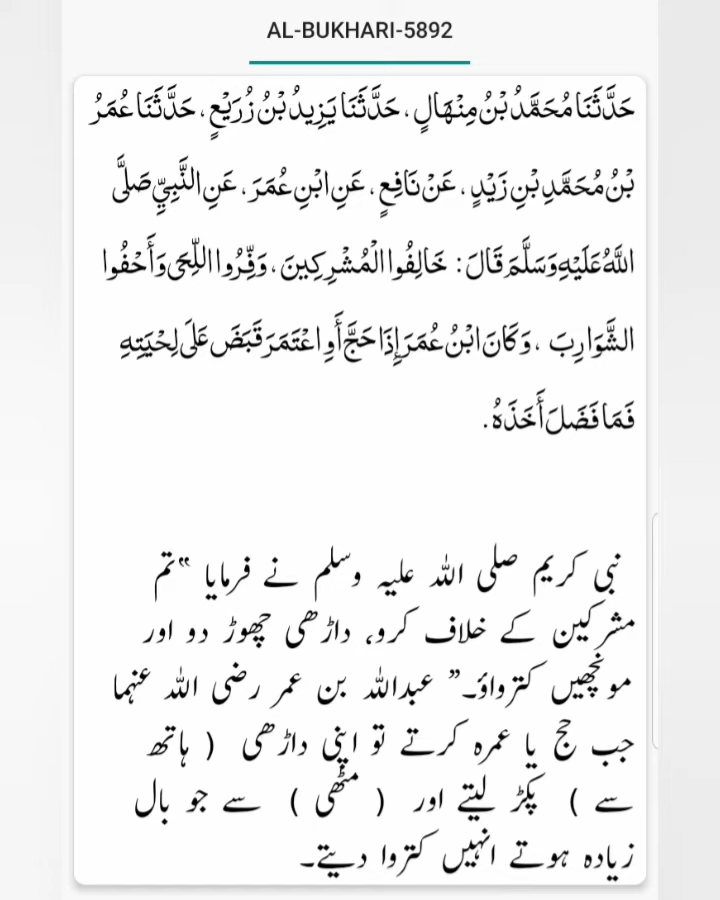 AL-BUKHARI-5892
حَدَّثَنَا مُحَمَّدُ بْنُ مِنْهَالٍ ، حَدَّثَنَا يَزِيدُ بْنُ زُرَيْعٍ ، حَدَّثَنَا عُمَرُ
بْنُ مُحَمَّدِ بْنِ زَيْدٍ ، عَنْ نَافِعٍ ، عَنِ ابْنِ عُمَرَ ، عَنِ النَّبِيِّ صَلَّى
اللَّهُ عَلَيْهِ وَسَلَّمَ قَالَ : خَالِفُوا الْمُشْرِكِينَ ، وَفِّرُوا اللِّحَى وَأَحْفُوا
الشَّوَارِبَ ، وَكَانَ ابْنُ عُمَرَ إِذَا حَجَّ أَوِ اعْتَمَرَ قَبَضَ عَلَى لِحْيَتِهِ
فَمَا فَضَلَ أَخَذَهُ .
نبی کریم صلی اللہ علیہ وسلم نے فرمایا ”تم
مشرکین کے خلاف کرو، داڑھی چھوڑ دو اور
مونچھیں کترواؤ۔“ عبداللہ بن عمر رضی اللہ عنہما
جب حج یا عمرہ کرتے تو اپنی داڑھی ( ہاتھ
سے ) پکڑ لیتے اور ( مٹھی ) سے جو بال
زیادہ ہوتے انہیں کتروا دیتے۔